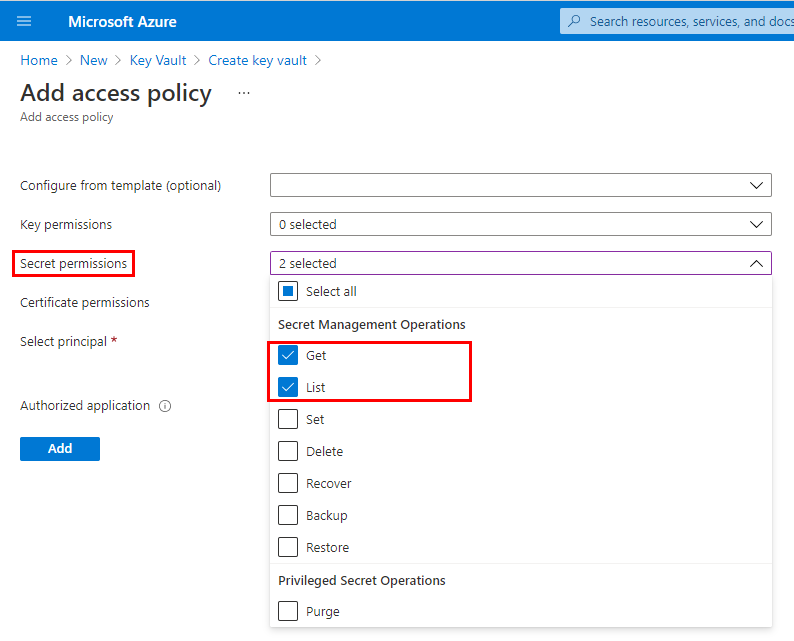 Microsoft Azure
Search resources, services, and docs
Home > New > Key Vault > Create key vault >
Add access policy ...
Add access policy
Configure from template (optional)
Key permissions
0 selected
Secret permissions
2 selected
Select all
Certificate permissions
Secret Management Operations
Select principal *
Get
List
Authorized application
Set
Add
Delete
Recover
Backup
Restore
Privileged Secret Operations
Purge